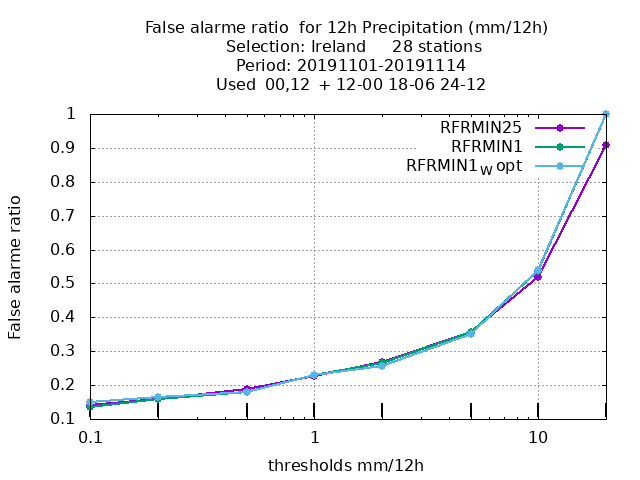 False alarme ratio  for 12h Precipitation (mm/12h)
Selection: Ireland     28 stations
Period: 20191101-20191114
Used  00,12  + 12-00 18-06 24-12
RFRMIN25
RFRMIN1
RFRMIN1W opt
False alarme ratio
1
0.9
0.8
0.7
0.6
0.5
0.4
0.3
0.2
0.1
0.1 1 10
thresholds mm/12h